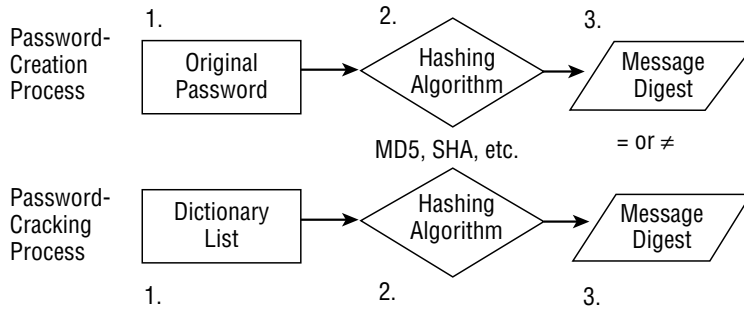 1.
2.
3.
Password-
Creation
Process
Original
Password
Hashing
Algorithm
Message
Digest
MD5, SHA, etc.
= or ≠
Password-
Cracking
Process
Dictionary
List
Hashing
Algorithm
Message
Digest
1.
2.
3.